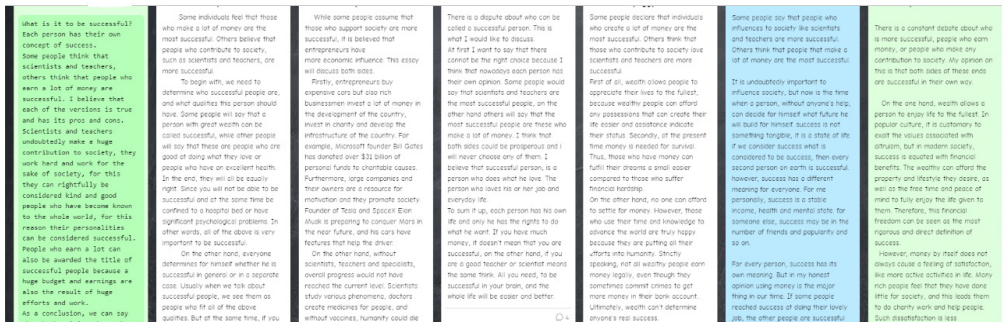 What is it to be successful?
Each person has their own
concept of success.
Some people think that
scientists and teachers,
others think that people who
earn a lot of money are
successful. I believe that
each of the versions is true
and has its pros and cons.
Scientists and teachers
undoubtedly make a huge
contribution to society, they
work hard and work for the
sake of society, for this
they can rightfully be
considered kind and good
people who have become known
to the whole world, for this
reason their personalities
can be considered successful.
People who earn a lot can
also be awarded the title of
successful people because a
huge budget and earnings are
also the result of huge
efforts and work.
As a conclusion, we can say
Some individuals feel that those
who make a lot of money are the
most successful. Others believe that
people who contribute to society,
such as scientists and teachers, are
more successful.
To begin with, we need to
determine who successful people are,
and what qualities this person should
have. Some people will say that a
person with great wealth can be
called successful, while other people
will say that these are people who are
good at doing what they love or
people who have an excellent health.
In the end, they will all be equally
right. Since you will not be able to be
successful and at the same time be
confined to a hospital bed or have
significant psychological problems. In
other words, all of the above is very
important to be successful.
On the other hand, everyone
determines for himself whether he is
successful in general or in a separate
case. Usually when we talk about
successful people, we see them as
people who fit all of the above
qualities. But at the same time, if you
While some people assume that
those who support society are more
successful, it is believed that
entrepreneurs have
more economic influence. This essay
will discuss both sides.
Firstly, entrepreneurs buy
expensive cars but also rich
businessmen invest a lot of money in
the development of the country,
invest in charity and develop the
infrastructure of the country. For
example, Microsoft founder Bill Gates
has donated over $31 billion of
personal funds to charitable causes.
Furthermore, large companies and
their owners are a resource for
motivation and they promote society.
Founder of Tesla and SpaceX Elon
Musk is preparing to conquer Mars in
the near future, and his cars have
features that help the driver.
On the other hand, without
scientists, teachers and specialists,
overall progress would not have
reached the current level. Scientists
study various phenomena, doctors
create medicines for people, and
without vaccines, humanity could die
There is a dispute about who can be
called a successful person. This is
what I would like to discuss.
At first I want to say that there
cannot be the right choice because I
think that nowadays each person has
their own opinion. Some people would
say that scientists and teachers are
the most successful people, on the
other hand others will say that the
most successful people are these who
make a lot of money. I think that
both sides could be prosperous and i
will never choose any of them. I
believe that successful person, is a
person who does what he love. The
person who loves his or her job and
everyday life.
To sum it up, each person has his own
life and only he has the rights to do
what he want. If you have much
money, it doesn't mean that you are
successful, on the other hand, if you
are a good teacher or scientist means
the same think. All you need, to be
successful in your brain, and the
whole life will be easier and better.
4
Some people declare that individuals
who create a lot of money are the
most successful. Others think that
those who contribute to society love
scientists and teachers are more
successful.
First of all, wealth allows people to
appreciate their lives to the fullest,
because wealthy people can afford
any possessions that can create their
life easier and assistance indicate
their status. Secondly, at the present
time money is needed for survival.
Thus, those who have money can
fulfil their dreams a small easier
compared to those who suffer
financial hardship.
On the other hand, no one can afford
to settle for money. However, those
who use their time and knowledge to
advance the world are truly happy
because they are putting all their
efforts into humanity. Strictly
speaking, not all wealthy people earn
money legally, even though they
sometimes commit crimes to get
more money in their bank account.
Ultimately, wealth can't determine
anyone's real success.
Some people say that people who
influences to society like scientists
and teachers are more successful.
Others think that people that make a
lot of money are the most successful.
It is undoubtedly important to
influence society, but now is the time
when a person, without anyone's help,
can decide for himself what future he
will build for himself. success is not
something tangible, it is a state of life.
if we consider success what is
considered to be success, then every
second person on earth is successful.
however, success has a different
meaning for everyone. For me
personally, success is a stable
income, health and mental state. for
someone else, success may be in the
number of friends and popularity and
so on.
For every person, success has its
own meaning. But in my honest
opinion using money is the major
thing in our time. If some people
reached success at doing their lovely
job, the other people are successful
There is a constant debate about who
is more successful, people who earn
money, or people who make any
contribution to society. My opinion on
this is that both sides of these ends
are successful in their own way.
On the one hand, wealth allows a
person to enjoy life to the fullest. In
popular culture, it is customary to
exalt the values associated with
altruism, but in modern society,
success is equated with financial
benefits. The wealthy can afford the
property and lifestyle they desire, as
well as the free time and peace of
mind to fully enjoy the life given to
them. Therefore, this financial
freedom can be seen as the most
rigorous and direct definition of
success.
However, money by itself does not
always cause a feeling of satisfaction,
like more active activities in life. Many
rich people feel that they have done
little for society, and this leads them
to do charity work and help people.
Such dissatisfaction is less